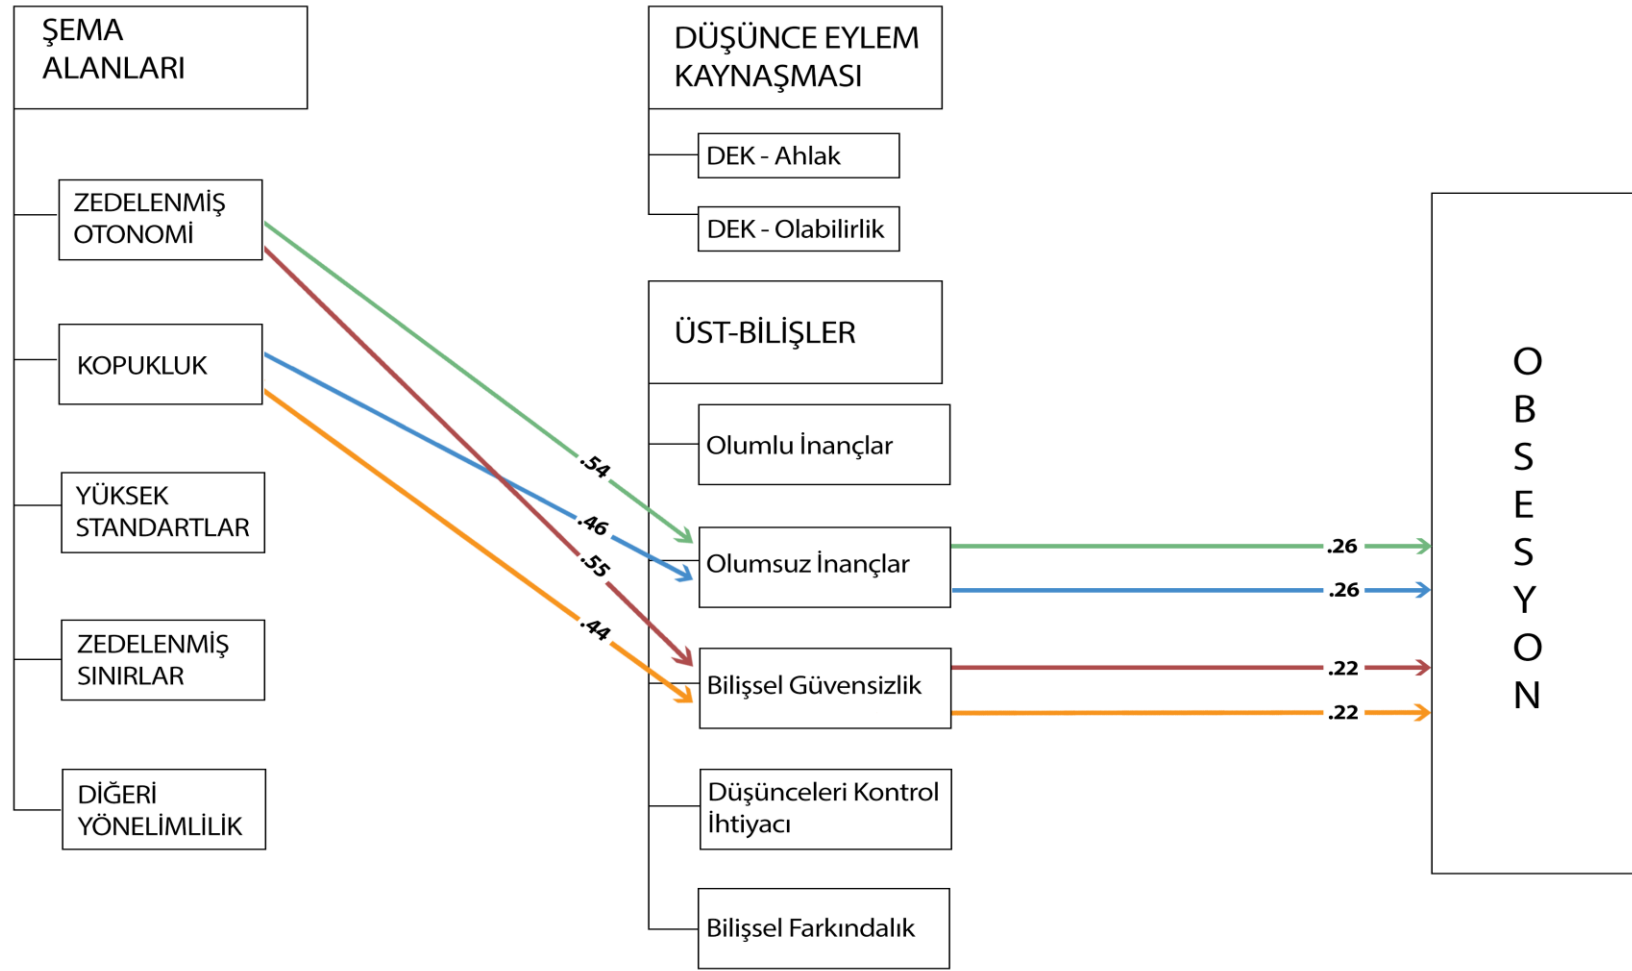 ŞEMA
ALANLARI
ZEDELENMİŞ
OTONOMİ
KOPUKLUK
YÜKSEK
STANDARTLAR
ZEDELENMİŞ
SINIRLAR
DİĞERİ
YÖNELİMLİLİK
.54
.46
.55
.44
DÜŞÜNCE EYLEM
KAYNAŞMASI
DEK - Ahlak
DEK - Olabilirlik
ÜST-BİLİŞLER
Olumlu İnançlar
Olumsuz İnançlar
Bilişsel Güvensizlik
Düşünceleri Kontrol
İhtiyacı
Bilişsel Farkındalık
.26
.26
.22
.22
O
B
S
E
S
Y
O
N